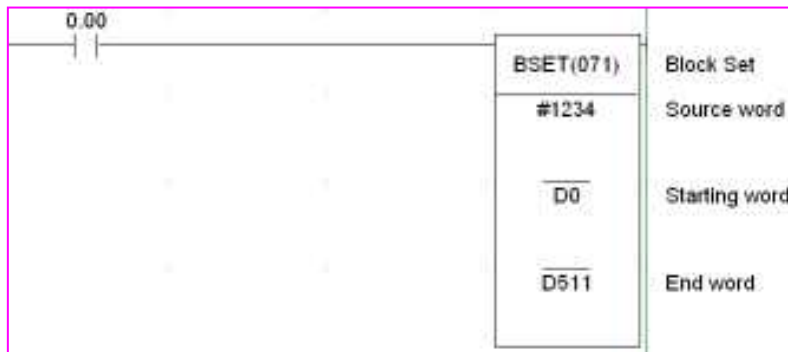 0.00
BSET(071) Block Set
#1234 Source word
D0 Starting word
D511 End word